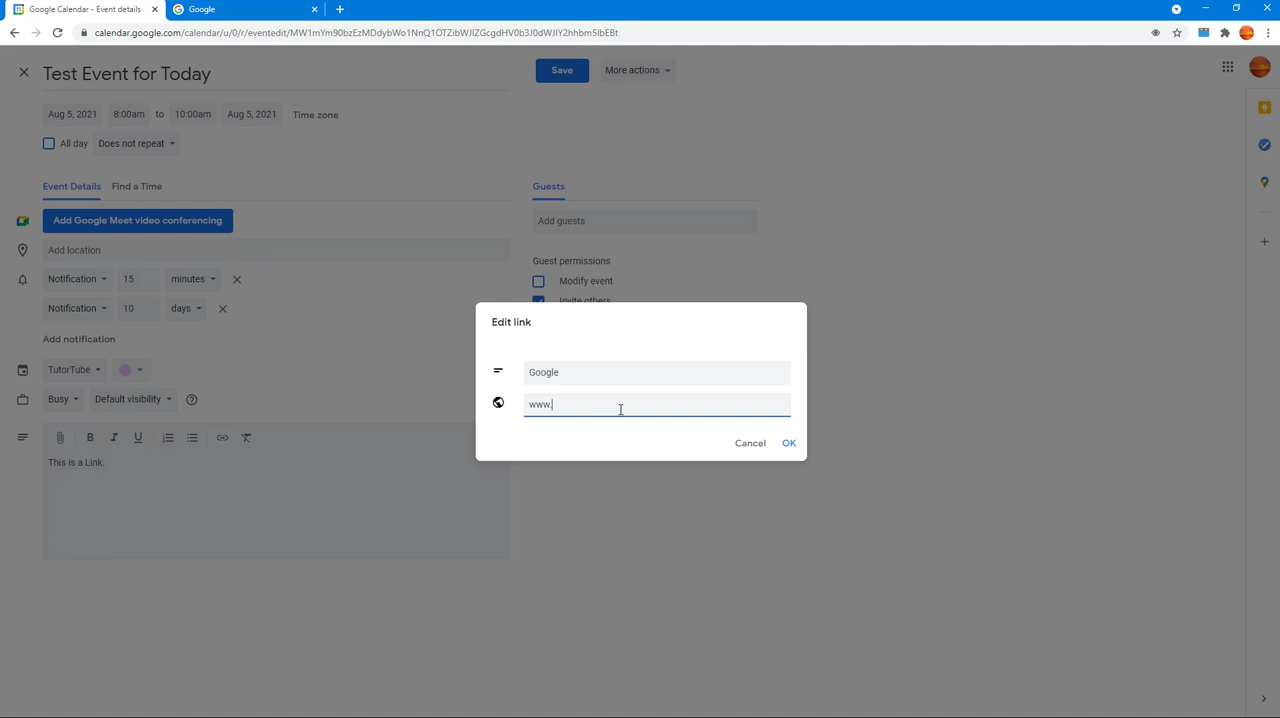 Google Calendar - Event details
Google
calendar.google.com/calendar/u/0/r/eventedit/MW1mYm90bzEzMDdybWo1NnQ1OTZibWJlZGcgdHV0b3J0dWJlY2hhbm5lbEBt
Test Event for Today
Save
More actions
Aug 5, 2021 8:00am to 10:00am Aug 5, 2021 Time zone
All day Does not repeat
Event Details Find a Time
Guests
Add Google Meet video conferencing
Add guests
Add location
Guest permissions
Notification 15 minutes
Modify event
Invite others
Notification 10 days
Add notification
Edit link
TutorTube
Google
Busy Default visibility
www.
Cancel OK
This is a Link.